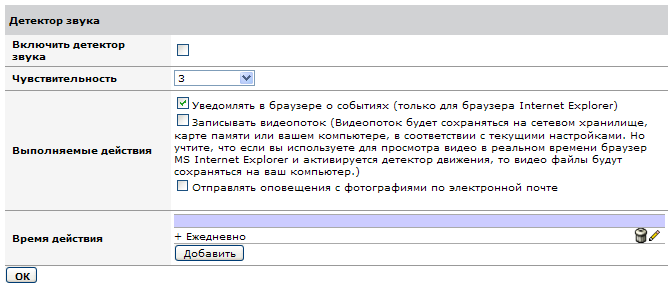 Детектор звука
Включить детектор
звука
Чувствительность
3
Выполняемые действия
Уведомлять в браузере о событиях (только для браузера Internet Explorer)
Записывать видеопоток (Видеопоток будет сохраняться на сетевом хранилище,
карте памяти или вашем компьютере, в соответствии с текущими настройками. Но
учтите, что если вы используете для просмотра видео в реальном времени браузер
MS Internet Explorer и активируется детектор движения, то видео файлы будут
сохраняться на ваш компьютер.)
Отправлять оповещения с фотографиями по электронной почте
Время действия
+ Ежедневно
Добавить
OK